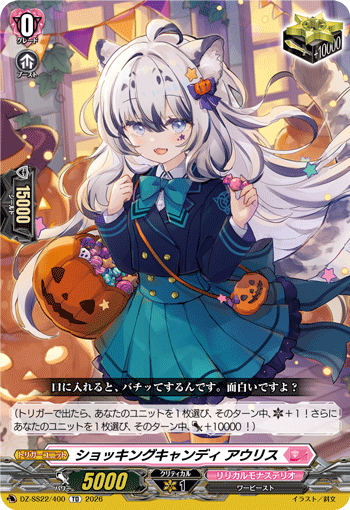 0
グレード
ブースト
+10000
15000
シールド
口に入れると、バチッてするんです。面白いですよ？
（トリガーで出たら、あなたのユニットを１枚選び、そのターン中、＋１！さらに
あなたのユニットを１枚選び、そのターン中、＋10000！）
トリガーユニット
ショッキングキャンディ アウリス
リリカルモナステリオ
パワー 5000
クリティカル
1
ワービースト
DZ-SS22/400 TD 2026
イラスト／斜文